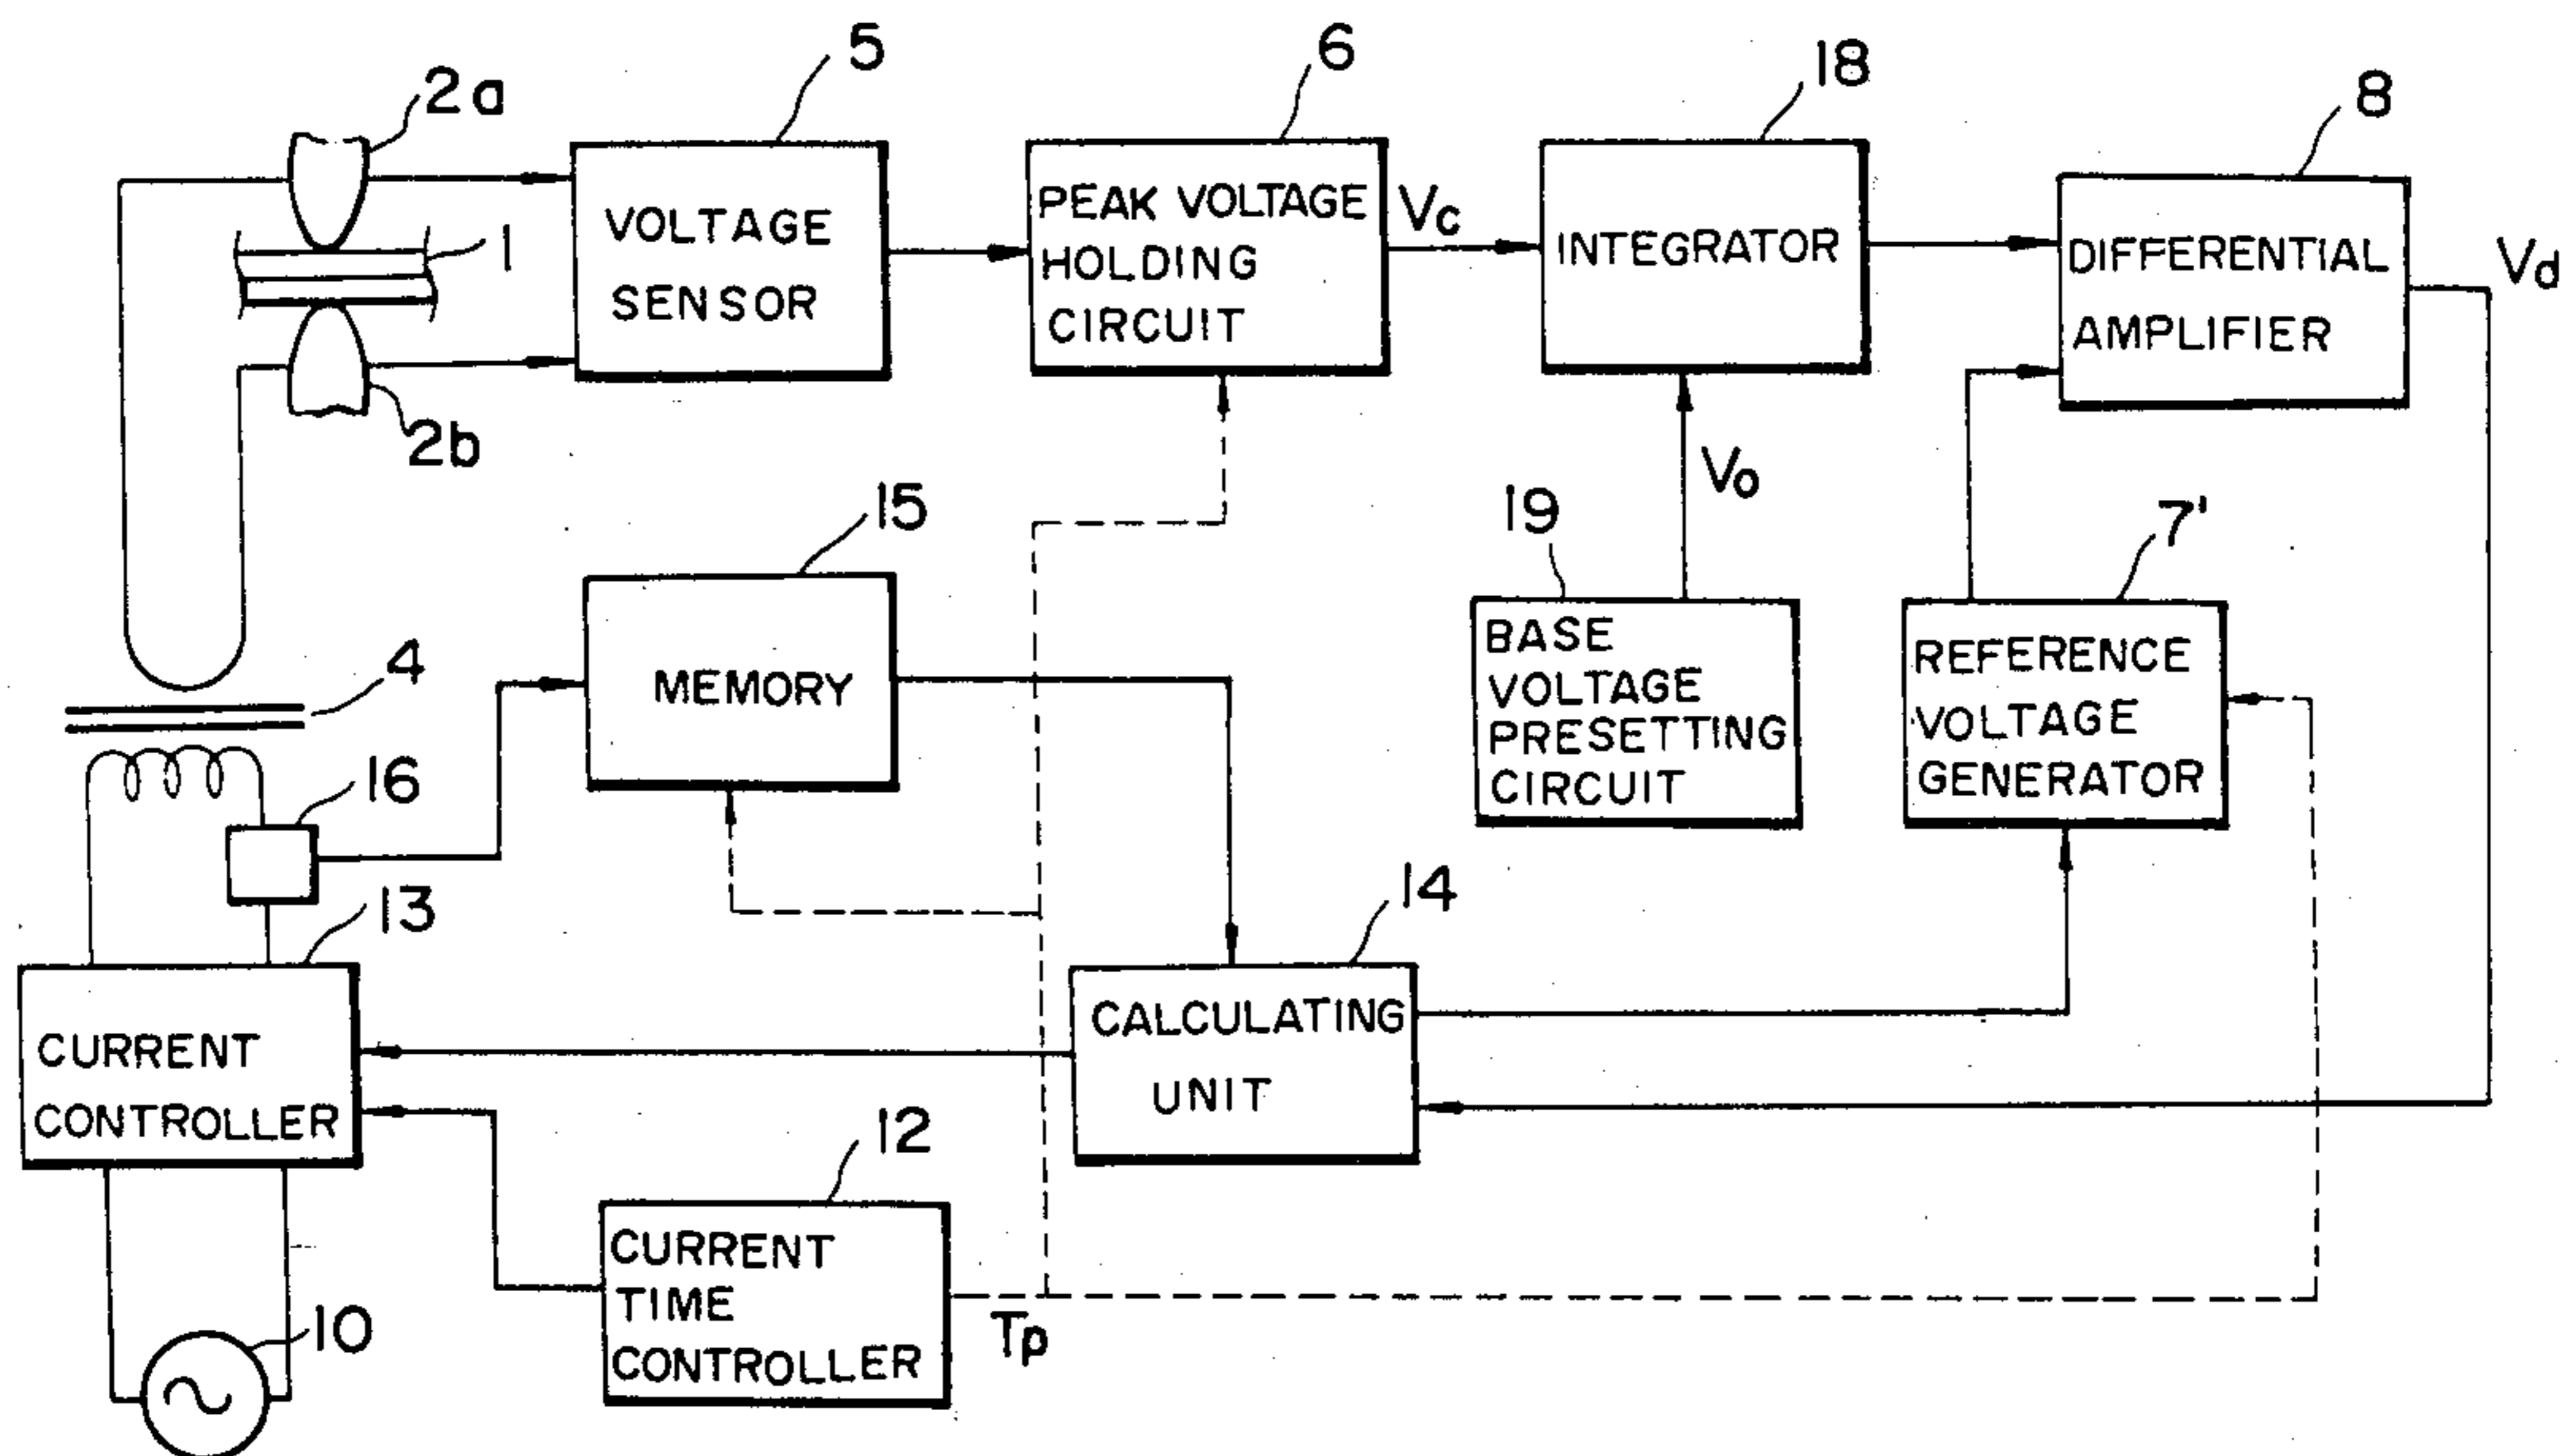 5
6
18
8
2a
1
2b
VOLTAGE
SENSOR
PEAK VOLTAGE
HOLDING
CIRCUIT
Vc
INTEGRATOR
DIFFERENTIAL
AMPLIFIER
Vd
Vo
15
19
7'
4
MEMORY
BASE
VOLTAGE
PRESETTING
CIRCUIT
REFERENCE
VOLTAGE
GENERATOR
16
13
14
CURRENT
CONTROLLER
CALCULATING
UNIT
12
CURRENT
TIME
CONTROLLER
Tp
10